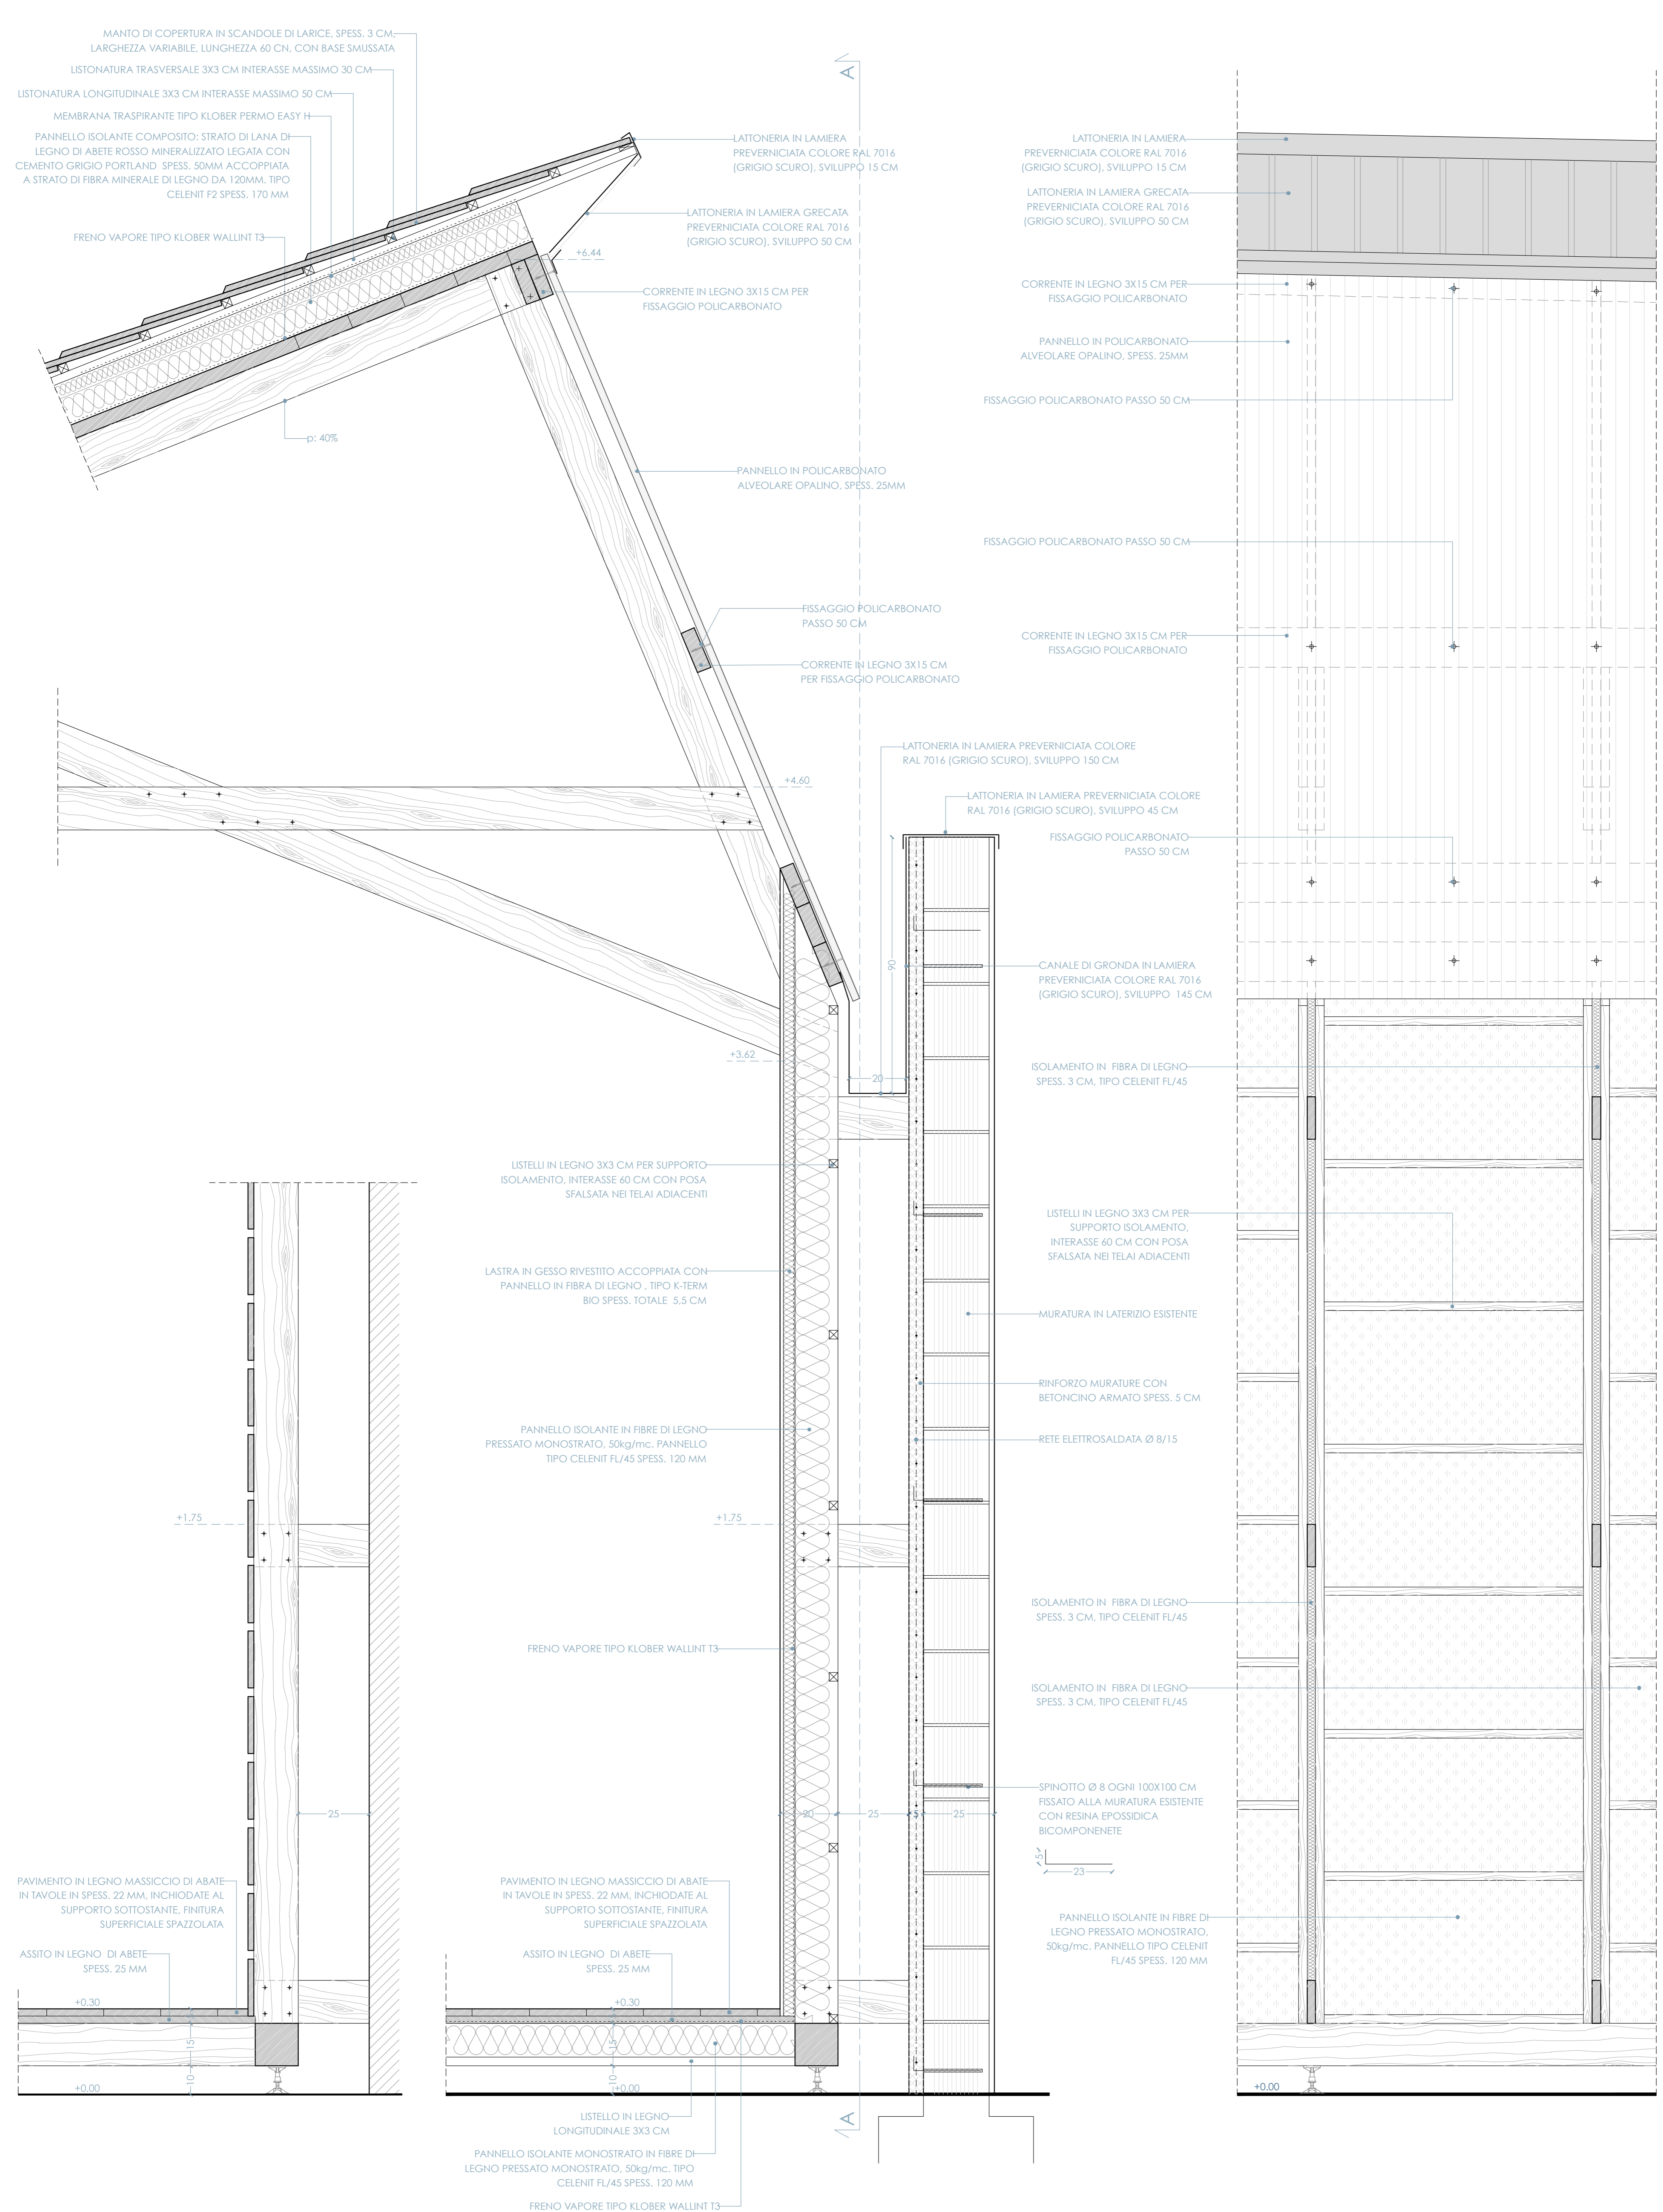 MANTO DI COPERTURA IN SCANDOLE DI LARICE, SPESS. 3 CM,
LARGHEZZA VARIABILE, LUNGHEZZA 60 CN, CON BASE SMUSSATA
LISTONATURA TRASVERSALE 3X3 CM INTERASSE MASSIMO 30 CM
LISTONATURA LONGITUDINALE 3X3 CM INTERASSE MASSIMO 50 CM
MEMBRANA TRASPIRANTE TIPO KLOBER PERMO EASY H
PANNELLO ISOLANTE COMPOSITO: STRATO DI LANA DI
LEGNO DI ABETE ROSSO MINERALIZZATO LEGATA CON
CEMENTO GRIGIO PORTLAND SPESS. 50MM ACCOPPIATA
A STRATO DI FIBRA MINERALE DI LEGNO DA 120MM. TIPO
CELENIT F2 SPESS. 170 MM
FRENO VAPORE TIPO KLOBER WALLINT T3
p: 40%
LATTONERIA IN LAMIERA
PREVERNICIATA COLORE RAL 7016
(GRIGIO SCURO), SVILUPPO 15 CM
LATTONERIA IN LAMIERA GRECATA
PREVERNICIATA COLORE RAL 7016
(GRIGIO SCURO), SVILUPPO 50 CM
+6.44
CORRENTE IN LEGNO 3X15 CM PER
FISSAGGIO POLICARBONATO
PANNELLO IN POLICARBONATO
ALVEOLARE OPALINO, SPESS. 25MM
FISSAGGIO POLICARBONATO
PASSO 50 CM
CORRENTE IN LEGNO 3X15 CM
PER FISSAGGIO POLICARBONATO
A
LATTONERIA IN LAMIERA PREVERNICIATA COLORE
RAL 7016 (GRIGIO SCURO), SVILUPPO 150 CM
+4.60
LATTONERIA IN LAMIERA PREVERNICIATA COLORE
RAL 7016 (GRIGIO SCURO), SVILUPPO 45 CM
90
CANALE DI GRONDA IN LAMIERA
PREVERNICIATA COLORE RAL 7016
(GRIGIO SCURO), SVILUPPO 145 CM
+3.62
20
LISTELLI IN LEGNO 3X3 CM PER SUPPORTO
ISOLAMENTO, INTERASSE 60 CM CON POSA
SFALSATA NEI TELAI ADIACENTI
LASTRA IN GESSO RIVESTITO ACCOPPIATA CON
PANNELLO IN FIBRA DI LEGNO , TIPO K-TERM
BIO SPESS. TOTALE 5,5 CM
MURATURA IN LATERIZIO ESISTENTE
RINFORZO MURATURE CON
BETONCINO ARMATO SPESS. 5 CM
RETE ELETTROSALDATA Ø 8/15
PANNELLO ISOLANTE IN FIBRE DI LEGNO
PRESSATO MONOSTRATO, 50kg/mc. PANNELLO
TIPO CELENIT FL/45 SPESS. 120 MM
+1.75
+1.75
FRENO VAPORE TIPO KLOBER WALLINT T3
25
20
25
5
25
SPINOTTO Ø 8 OGNI 100X100 CM
FISSATO ALLA MURATURA ESISTENTE
CON RESINA EPOSSIDICA
BICOMPONENETE
5
23
PAVIMENTO IN LEGNO MASSICCIO DI ABATE
IN TAVOLE IN SPESS. 22 MM, INCHIODATE AL
SUPPORTO SOTTOSTANTE, FINITURA
SUPERFICIALE SPAZZOLATA
ASSITO IN LEGNO DI ABETE
SPESS. 25 MM
+0.30
15
10
+0.00
PAVIMENTO IN LEGNO MASSICCIO DI ABATE
IN TAVOLE IN SPESS. 22 MM, INCHIODATE AL
SUPPORTO SOTTOSTANTE, FINITURA
SUPERFICIALE SPAZZOLATA
ASSITO IN LEGNO DI ABETE
SPESS. 25 MM
+0.30
15
10
+0.00
A
LISTELLO IN LEGNO
LONGITUDINALE 3X3 CM
PANNELLO ISOLANTE MONOSTRATO IN FIBRE DI
LEGNO PRESSATO MONOSTRATO, 50kg/mc. TIPO
CELENIT FL/45 SPESS. 120 MM
FRENO VAPORE TIPO KLOBER WALLINT T3
LATTONERIA IN LAMIERA
PREVERNICIATA COLORE RAL 7016
(GRIGIO SCURO), SVILUPPO 15 CM
LATTONERIA IN LAMIERA GRECATA
PREVERNICIATA COLORE RAL 7016
(GRIGIO SCURO), SVILUPPO 50 CM
CORRENTE IN LEGNO 3X15 CM PER
FISSAGGIO POLICARBONATO
PANNELLO IN POLICARBONATO
ALVEOLARE OPALINO, SPESS. 25MM
FISSAGGIO POLICARBONATO PASSO 50 CM
FISSAGGIO POLICARBONATO PASSO 50 CM
CORRENTE IN LEGNO 3X15 CM PER
FISSAGGIO POLICARBONATO
FISSAGGIO POLICARBONATO
PASSO 50 CM
ISOLAMENTO IN FIBRA DI LEGNO
SPESS. 3 CM, TIPO CELENIT FL/45
LISTELLI IN LEGNO 3X3 CM PER
SUPPORTO ISOLAMENTO,
INTERASSE 60 CM CON POSA
SFALSATA NEI TELAI ADIACENTI
ISOLAMENTO IN FIBRA DI LEGNO
SPESS. 3 CM, TIPO CELENIT FL/45
ISOLAMENTO IN FIBRA DI LEGNO
SPESS. 3 CM, TIPO CELENIT FL/45
PANNELLO ISOLANTE IN FIBRE DI
LEGNO PRESSATO MONOSTRATO,
50kg/mc. PANNELLO TIPO CELENIT
FL/45 SPESS. 120 MM
+0.00